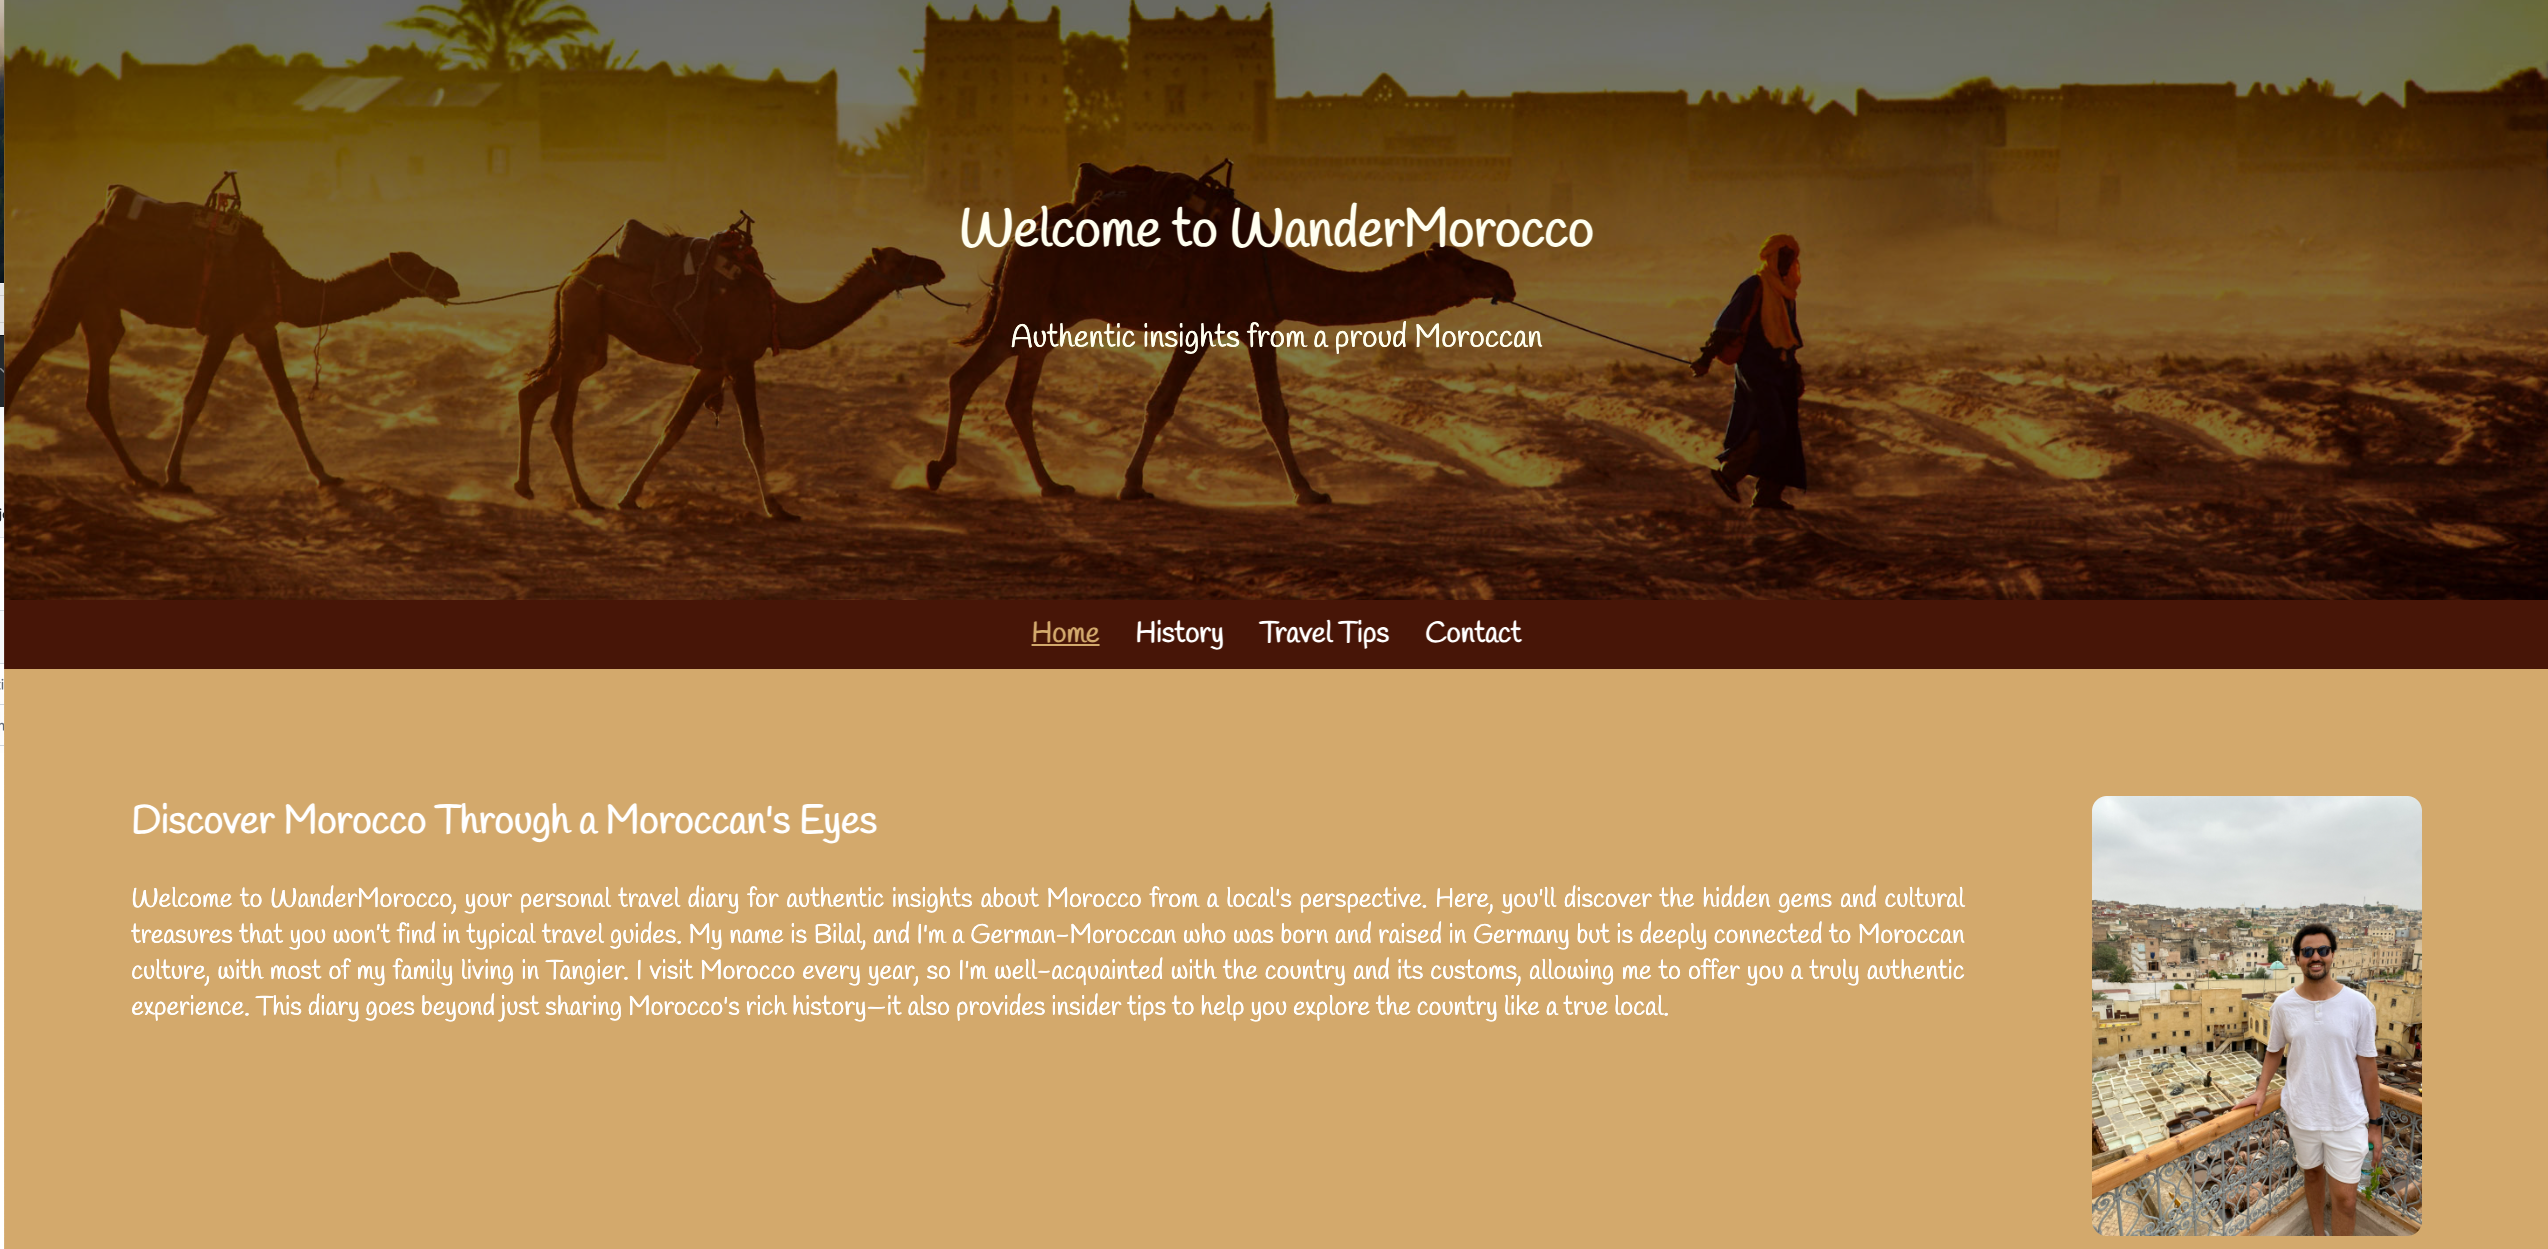 Welcome to WanderMorocco
Authentic insights from a proud Moroccan
Home History Travel Tips Contact
Discover Morocco Through a Moroccan's Eyes
Welcome to WanderMorocco, your personal travel diary for authentic insights about Morocco from a local's perspective. Here, you'll discover the hidden gems and cultural
treasures that you won't find in typical travel guides. My name is Bilal, and I'm a German-Moroccan who was born and raised in Germany but is deeply connected to Moroccan
culture, with most of my family living in Tangier. I visit Morocco every year, so I'm well-acquainted with the country and its customs, allowing me to offer you a truly authentic
experience. This diary goes beyond just sharing Morocco's rich history—it also provides insider tips to help you explore the country like a true local.